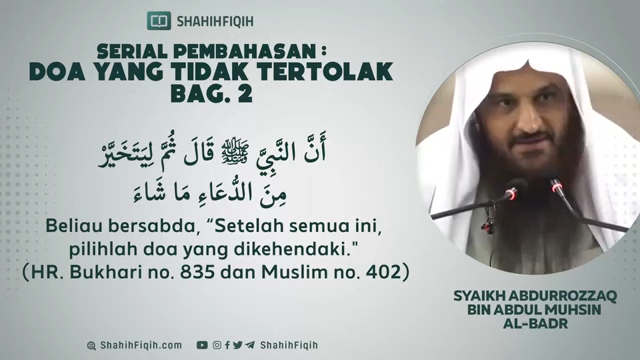 SHAHIHFIQIH
SERIAL PEMBAHASAN :
DOA YANG TIDAK TERTOLAK
BAG. 2
أَنَّ النَّبِيَّ ﷺ قَالَ ثُمَّ لِيَتَخَيَّرْ
مِنَ الدُّعَاءِ مَا شَاءَ
Beliau bersabda, “Setelah semua ini,
pilihlah doa yang dikehendaki."
(HR. Bukhari no. 835 dan Muslim no. 402)
SYAIKH ABDURROZZAQ
BIN ABDUL MUHSIN
AL-BADR
ShahihFiqih.com
ShahihFiqih